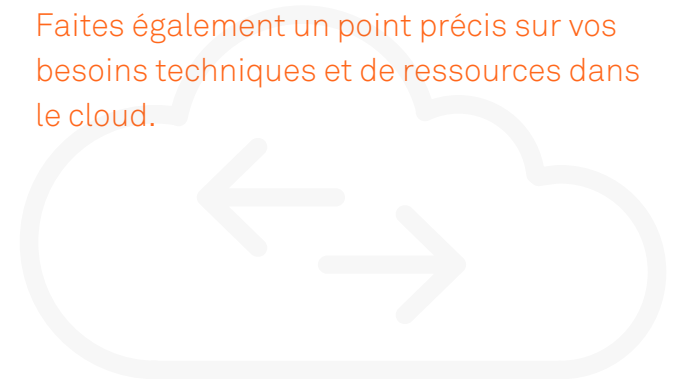 Faites également un point précis sur vos
besoins techniques et de ressources dans
le cloud.